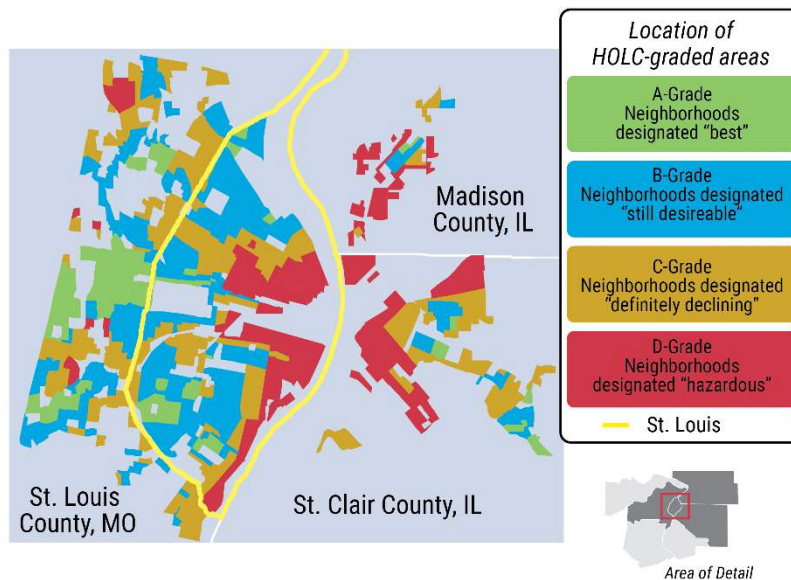 Location of
HOLC-graded areas
A-Grade
Neighborhoods
designated “best”
B-Grade
Neighborhoods designated
“still desireable”
C-Grade
Neighborhoods designated
“definitely declining”
D-Grade
Neighborhoods
designated “hazardous”
St. Louis
Madison
County, IL
St. Louis
County, MO
St. Clair County, IL
Area of Detail